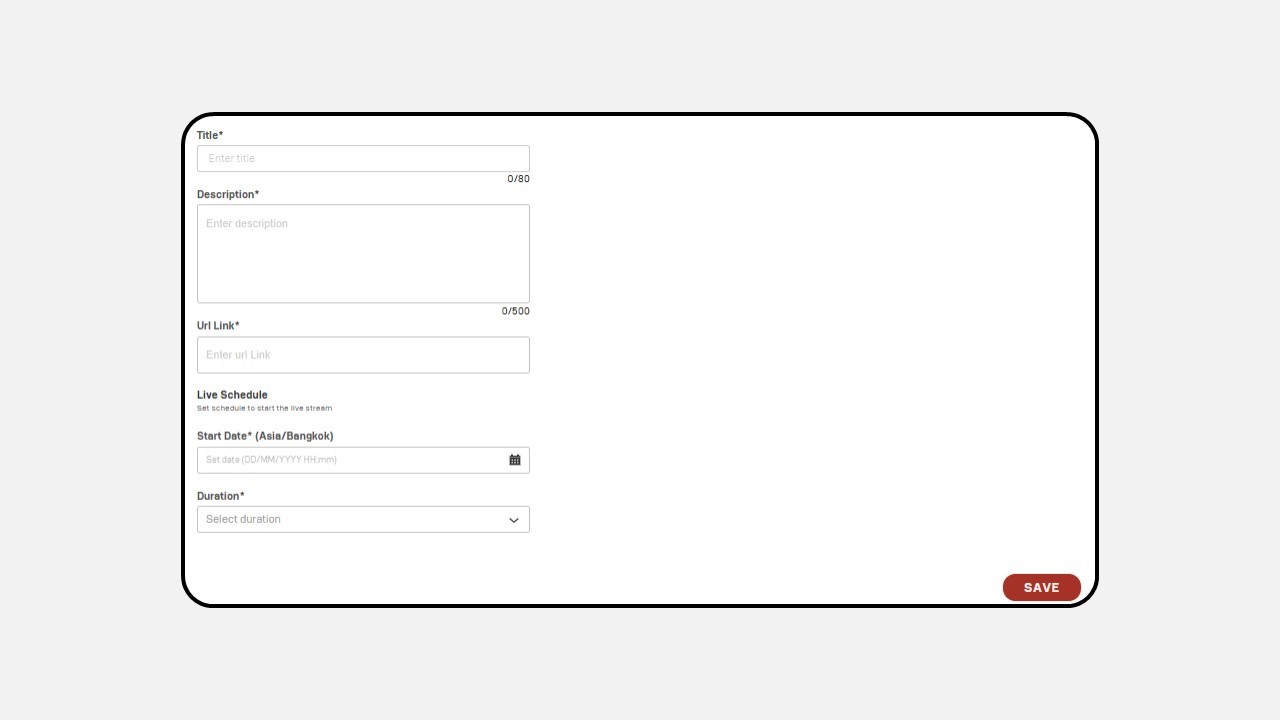 Title*
Enter title
0/80
Description*
Enter description
0/500
Url Link*
Enter url Link
Live Schedule
Set schedule to start the live stream
Start Date* (Asia/Bangkok)
Set date (DD/MM/YYYY HH:mm)
Duration*
Select duration
SAVE